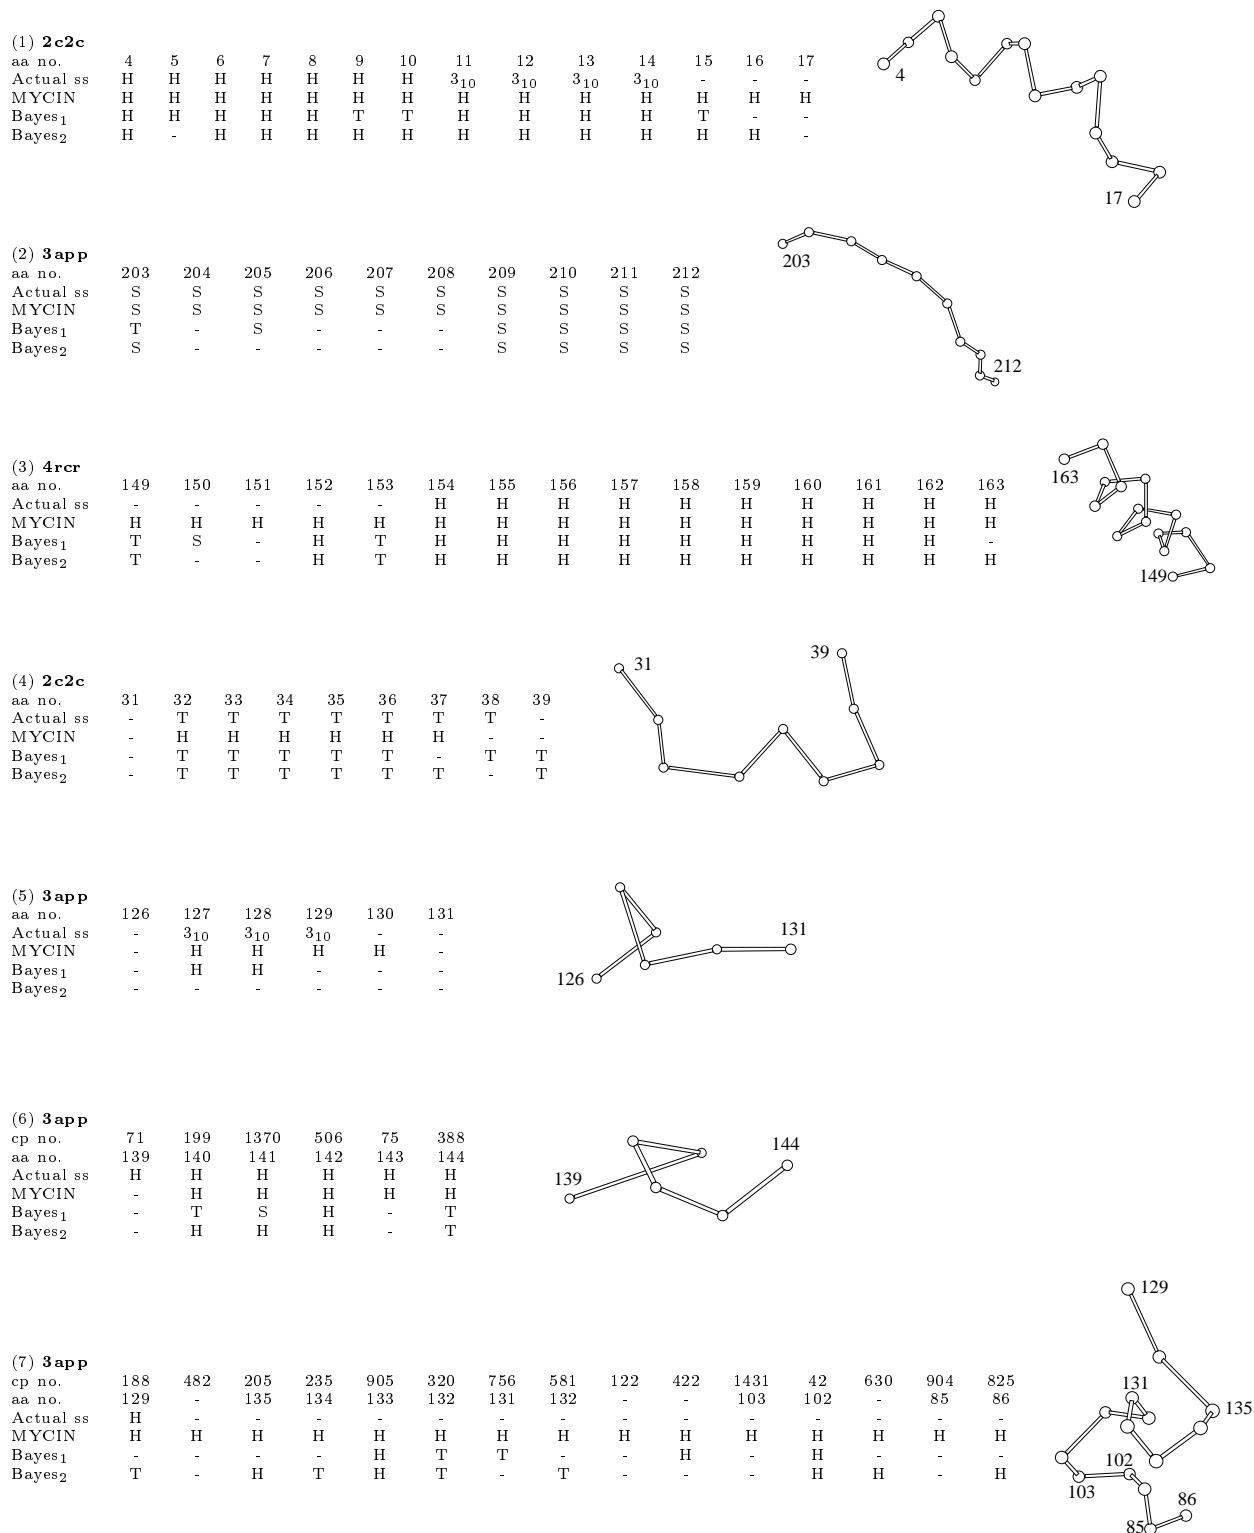 (1) 2c2c
aa no. 4 5 6 7 8 9 10 11 12 13 14 15 16 17
Actual ss H H H H H H H 3₁₀ 3₁₀ 3₁₀ 3₁₀ - - -
MYCIN H H H H H H H H H H H H H H
Bayes₁ H H H H H T T H H H H T - -
Bayes₂ H - H H H H H H H H H H H -
4
17
(2) 3app
aa no. 203 204 205 206 207 208 209 210 211 212
Actual ss S S S S S S S S S S
MYCIN S S S S S S S S S S
Bayes₁ T - S - - - S S S S
Bayes₂ S - - - - - S S S S
203
212
(3) 4rcr
aa no. 149 150 151 152 153 154 155 156 157 158 159 160 161 162 163
Actual ss - - - - - H H H H H H H H H H
MYCIN H H H H H H H H H H H H H H H
Bayes₁ T S - H T H H H H H H H H H -
Bayes₂ T - - H T H H H H H H H H H H
163
149
(4) 2c2c
aa no. 31 32 33 34 35 36 37 38 39
Actual ss - T T T T T T T -
MYCIN - H H H H H H - -
Bayes₁ - T T T T T - T T
Bayes₂ - T T T T T T - T
31
39
(5) 3app
aa no. 126 127 128 129 130 131
Actual ss - 3₁₀ 3₁₀ 3₁₀ - -
MYCIN - H H H H -
Bayes₁ - H H - - -
Bayes₂ - - - - - -
126
131
(6) 3app
cp no. 71 199 1370 506 75 388
aa no. 139 140 141 142 143 144
Actual ss H H H H H H
MYCIN - H H H H H
Bayes₁ - T S H - T
Bayes₂ - H H H - T
139
144
(7) 3app
cp no. 188 482 205 235 905 320 756 581 122 422 1431 42 630 904 825
aa no. 129 - 135 134 133 132 131 132 - - 103 102 - 85 86
Actual ss H - - - - - - - - - - - - - -
MYCIN H H H H H H H H H H H H H H H
Bayes₁ - - - - H T T - - H - H - - -
Bayes₂ T - H T H T - T - - - H H - H
129
131
135
102
103
86
85